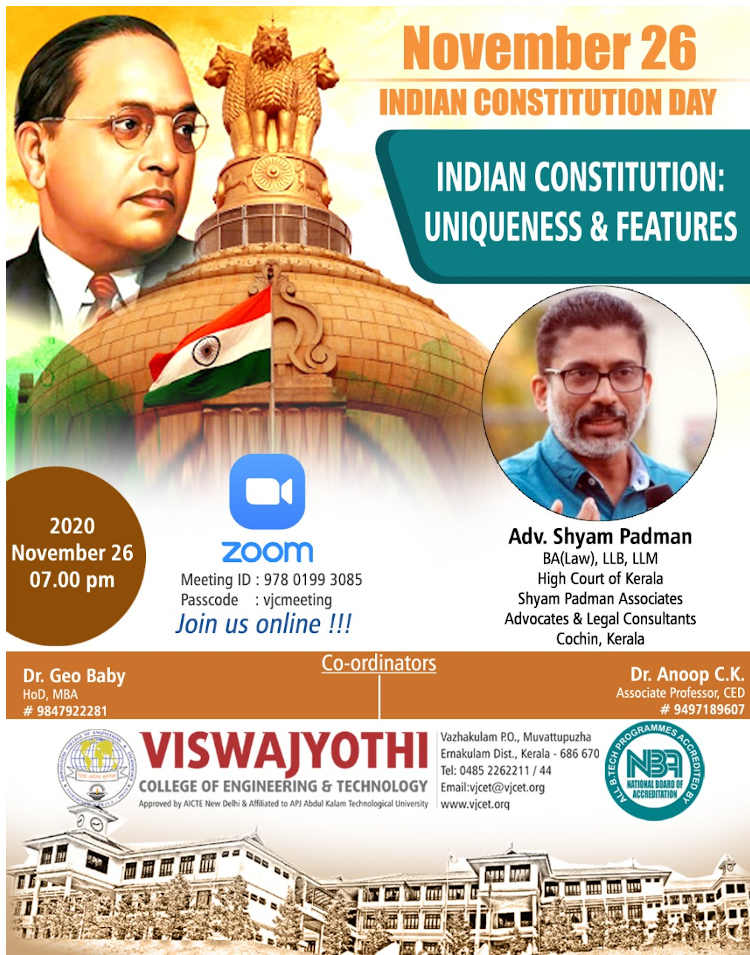 November 26
INDIAN CONSTITUTION DAY
INDIAN CONSTITUTION:
UNIQUENESS & FEATURES
2020
November 26
07.00 pm
zoom
Meeting ID : 978 0199 3085
Passcode : vjcmeeting
Join us online !!!
Adv. Shyam Padman
BA(Law), LLB, LLM
High Court of Kerala
Shyam Padman Associates
Advocates & Legal Consultants
Cochin, Kerala
Co-ordinators
Dr. Geo Baby
HoD, MBA
# 9847922281
Dr. Anoop C.K.
Associate Professor, CED
# 9497189607
VISWAJYOTHI
COLLEGE OF ENGINEERING & TECHNOLOGY
Approved by AICTE New Delhi & Affiliated to APJ Abdul Kalam Technological University
Vazhakulam P.O., Muvattupuzha
Ernakulam Dist., Kerala - 686 670
Tel: 0485 2262211 / 44
Email:vjcet@vjcet.org
www.vjcet.org
ALL B.TECH PROGRAMMES ACCREDITED BY
NBA
NATIONAL BOARD OF
ACCREDITATION